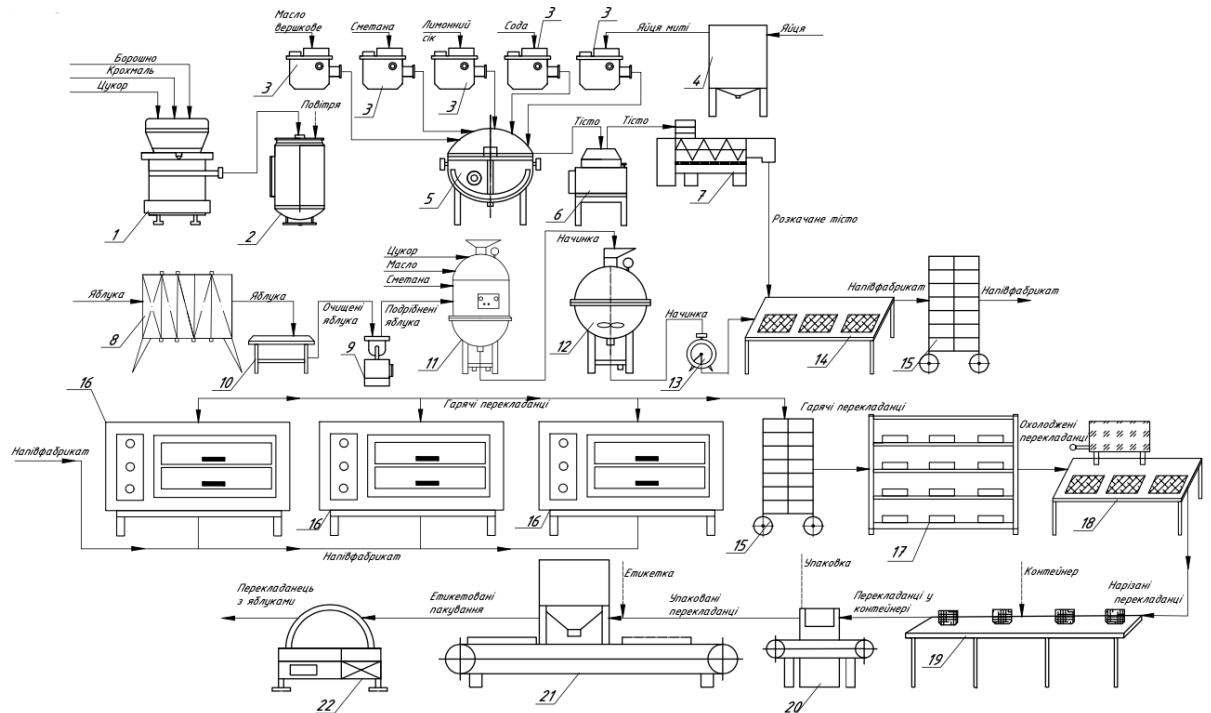 Масло
вершкове
Сметана
Лимонний
сік
Сода
3
3
Яйця миті
Яйця
Борошно
Крохмаль
Цукор
3
3
3
4
Повітря
Тісто
Тісто
1
2
5
6
7
Розкачане тісто
Яблука
Яблука
Очищені
яблука
Подрібнені
яблука
Цукор
Масло
Сметана
Начинка
Начинка
Напівфабрикат
Напівфабрикат
8
10
9
11
12
13
14
15
16
Гарячі перекладанці
Гарячі перекладанці
Охолоджені
перекладанці
Напівфабрикат
16
16
15
17
18
Напівфабрикат
Перекладанець
з яблуками
Етикетовані
пакування
Етикетка
Упаковані
перекладанці
Упаковка
Перекладанці у
контейнері
Контейнер
Нарізані
перекладанці
22
21
20
19